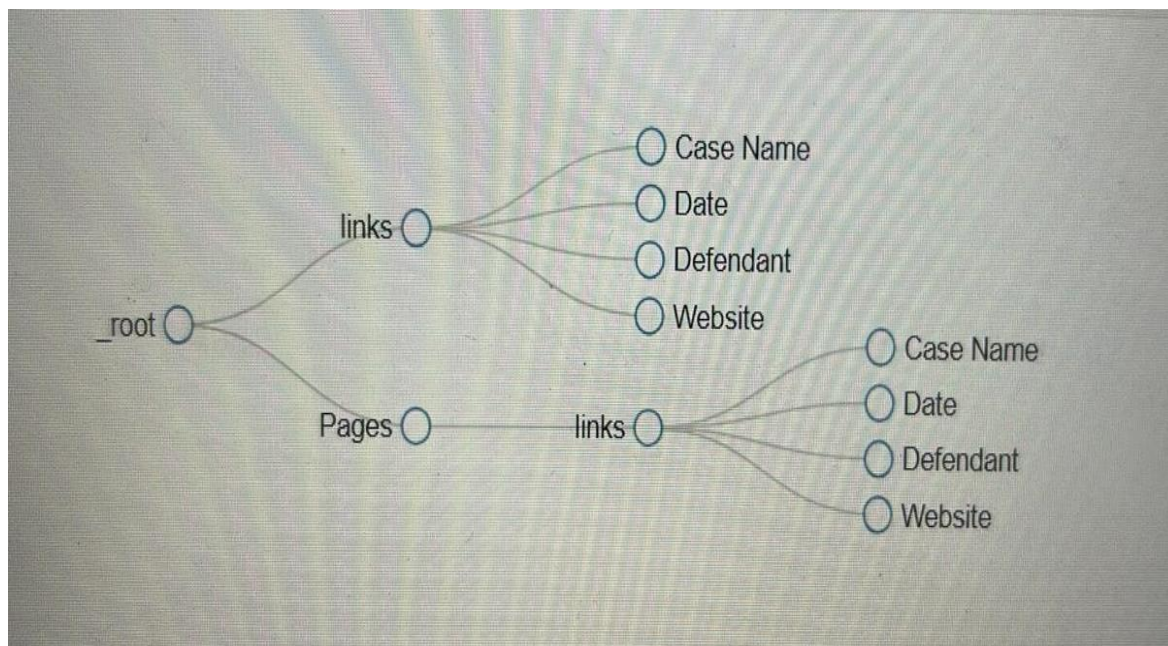 Case Name
Date
links
Defendant
Website
_root
Case Name
Date
Pages
links
Defendant
Website